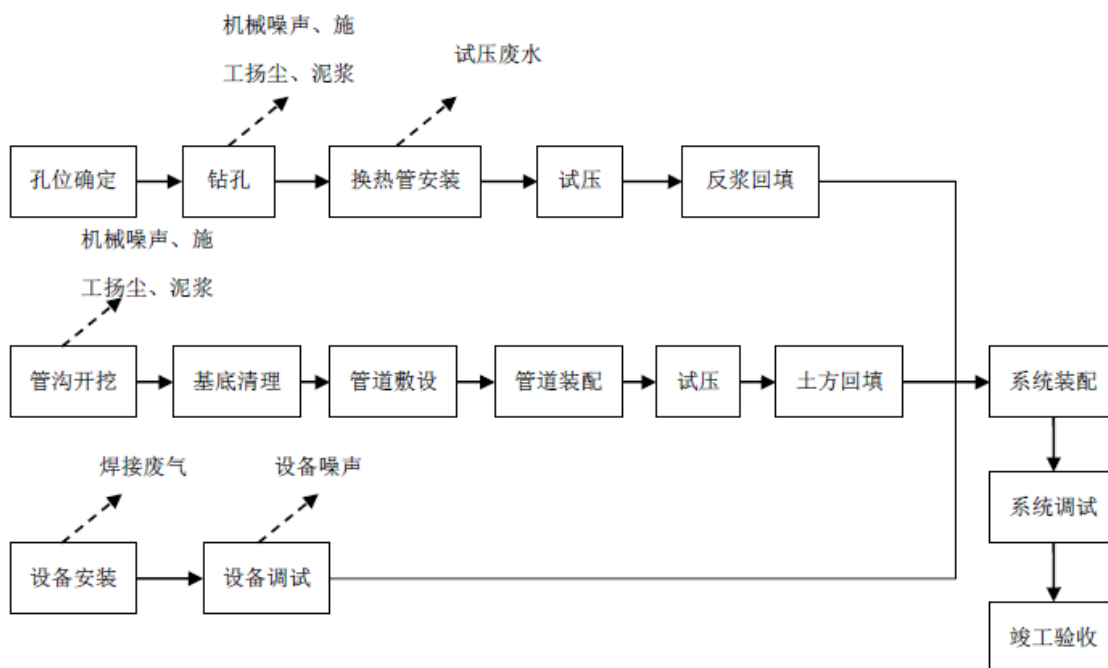 机械噪声、施
工扬尘、泥浆
试压废水
孔位确定
钻孔
换热管安装
试压
反浆回填
机械噪声、施
工扬尘、泥浆
管沟开挖
基底清理
管道敷设
管道装配
试压
土方回填
系统装配
焊接废气
设备噪声
系统调试
设备安装
设备调试
竣工验收